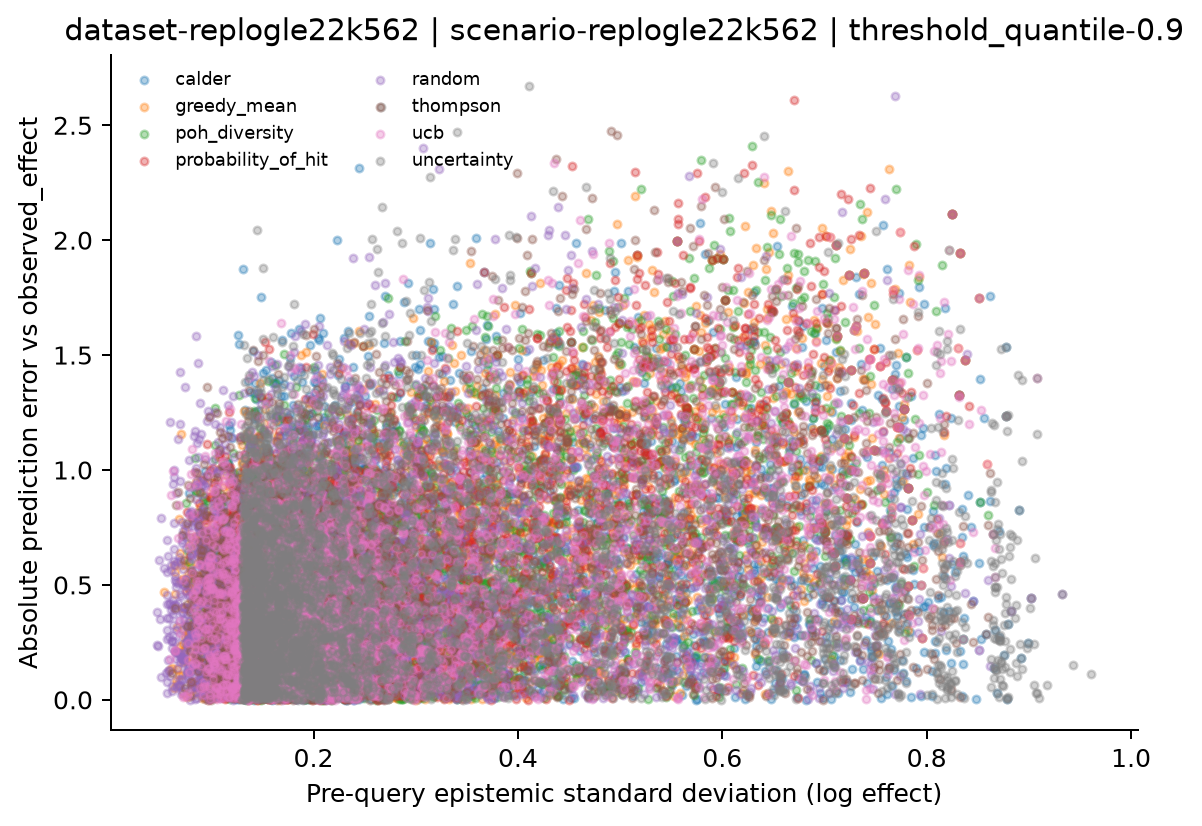 dataset-replogle22k562 | scenario-replogle22k562 | threshold_quantile-0.9
calder
greedy_mean
poh_diversity
probability_of_hit
random
thompson
ucb
uncertainty
Absolute prediction error vs observed_effect
2.5
2.0
1.5
1.0
0.5
0.0
0.2 0.4 0.6 0.8 1.0
Pre-query epistemic standard deviation (log effect)